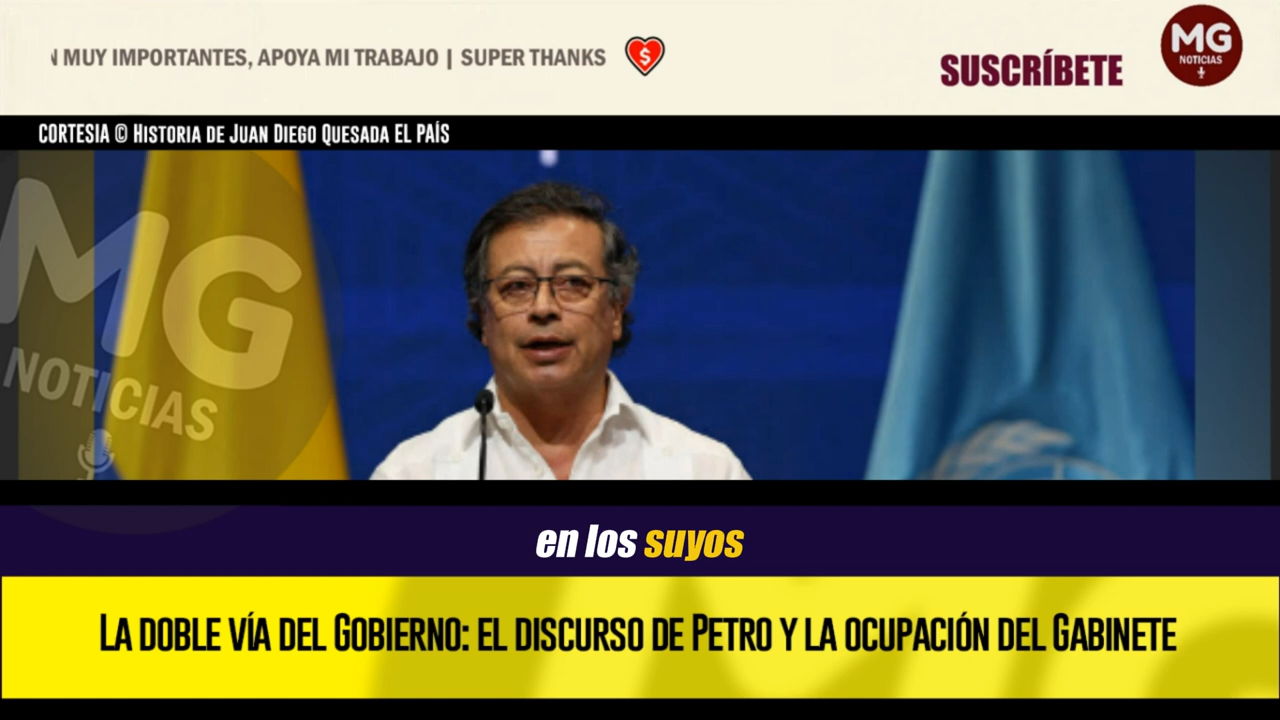 N MUY IMPORTANTES, APOYA MI TRABAJO | SUPER THANKS
$
SUSCRÍBETE
MG
NOTICIAS
CORTESIA © HISTORIA DE JUAN DIEGO QUESADA EL PAÍS
MG
NOTICIAS
en los suyos
LA DOBLE VÍA DEL GOBIERNO: EL DISCURSO DE PETRO Y LA OCUPACIÓN DEL GABINETE